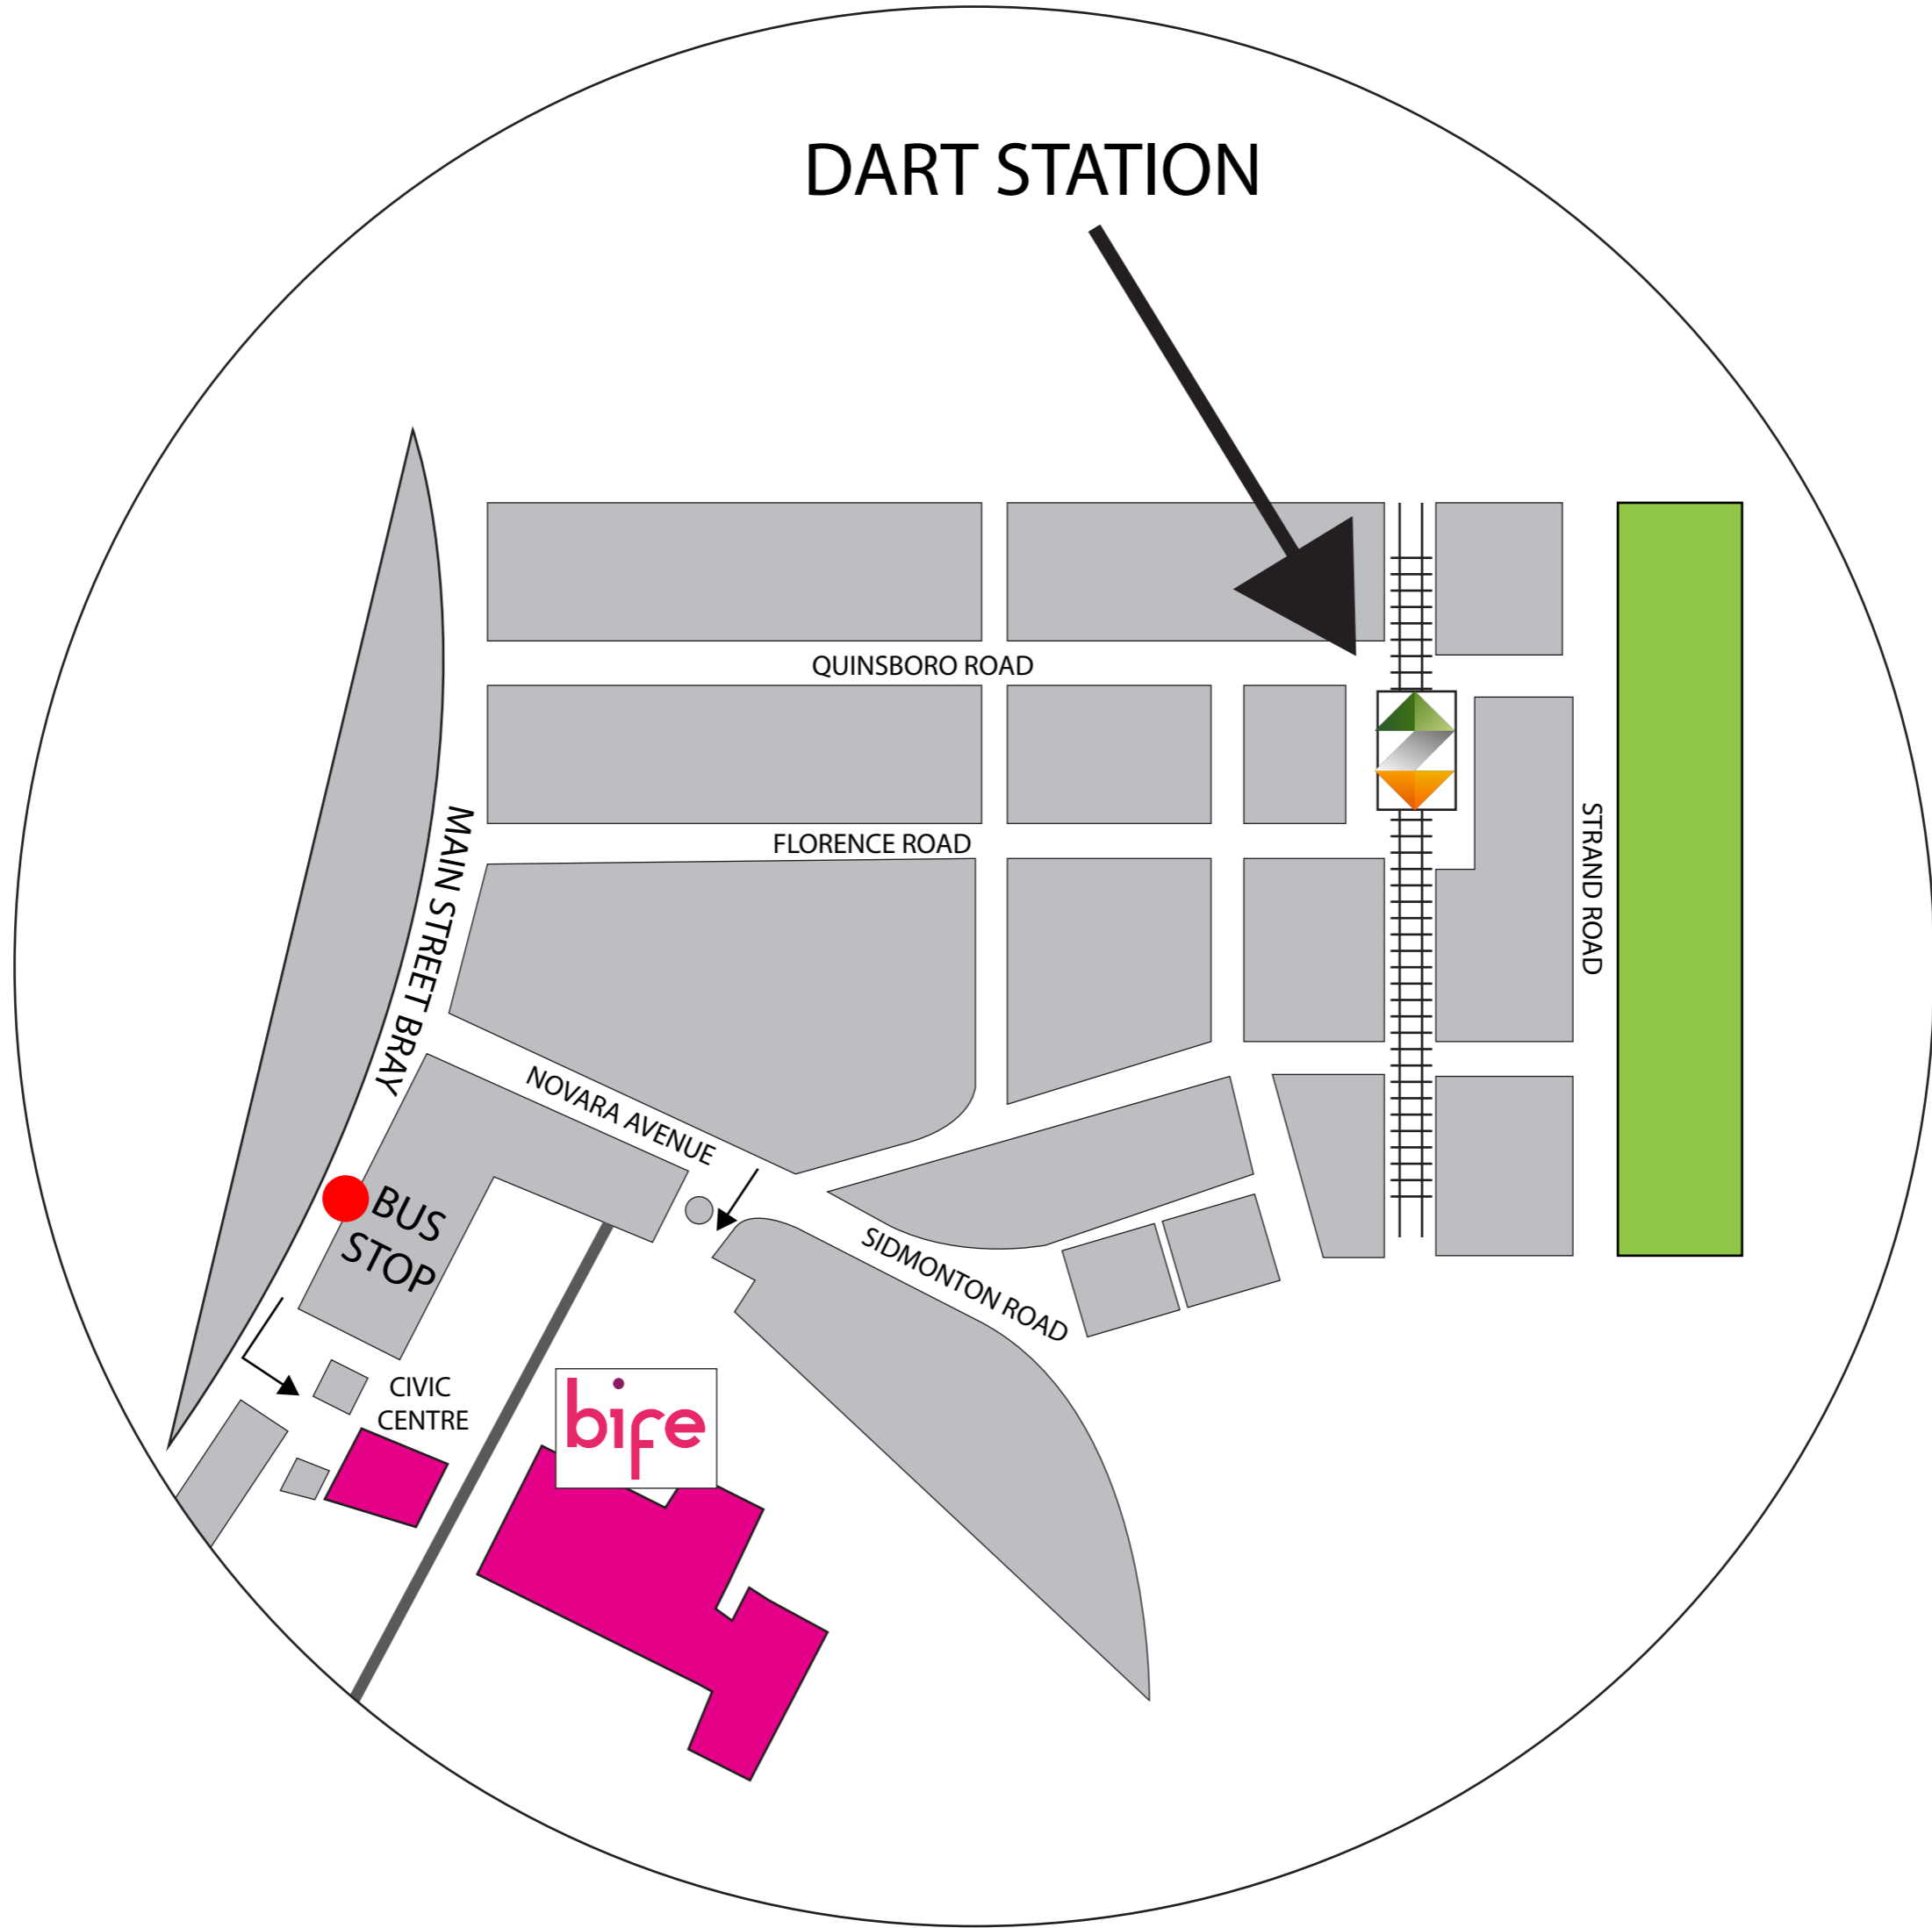 DART STATION
QUINSBORO ROAD
FLORENCE ROAD
MAIN STREET BRAY
STRAND ROAD
NOVARA AVENUE
BUS
STOP
SIDMONTON ROAD
CIVIC
CENTRE
bife